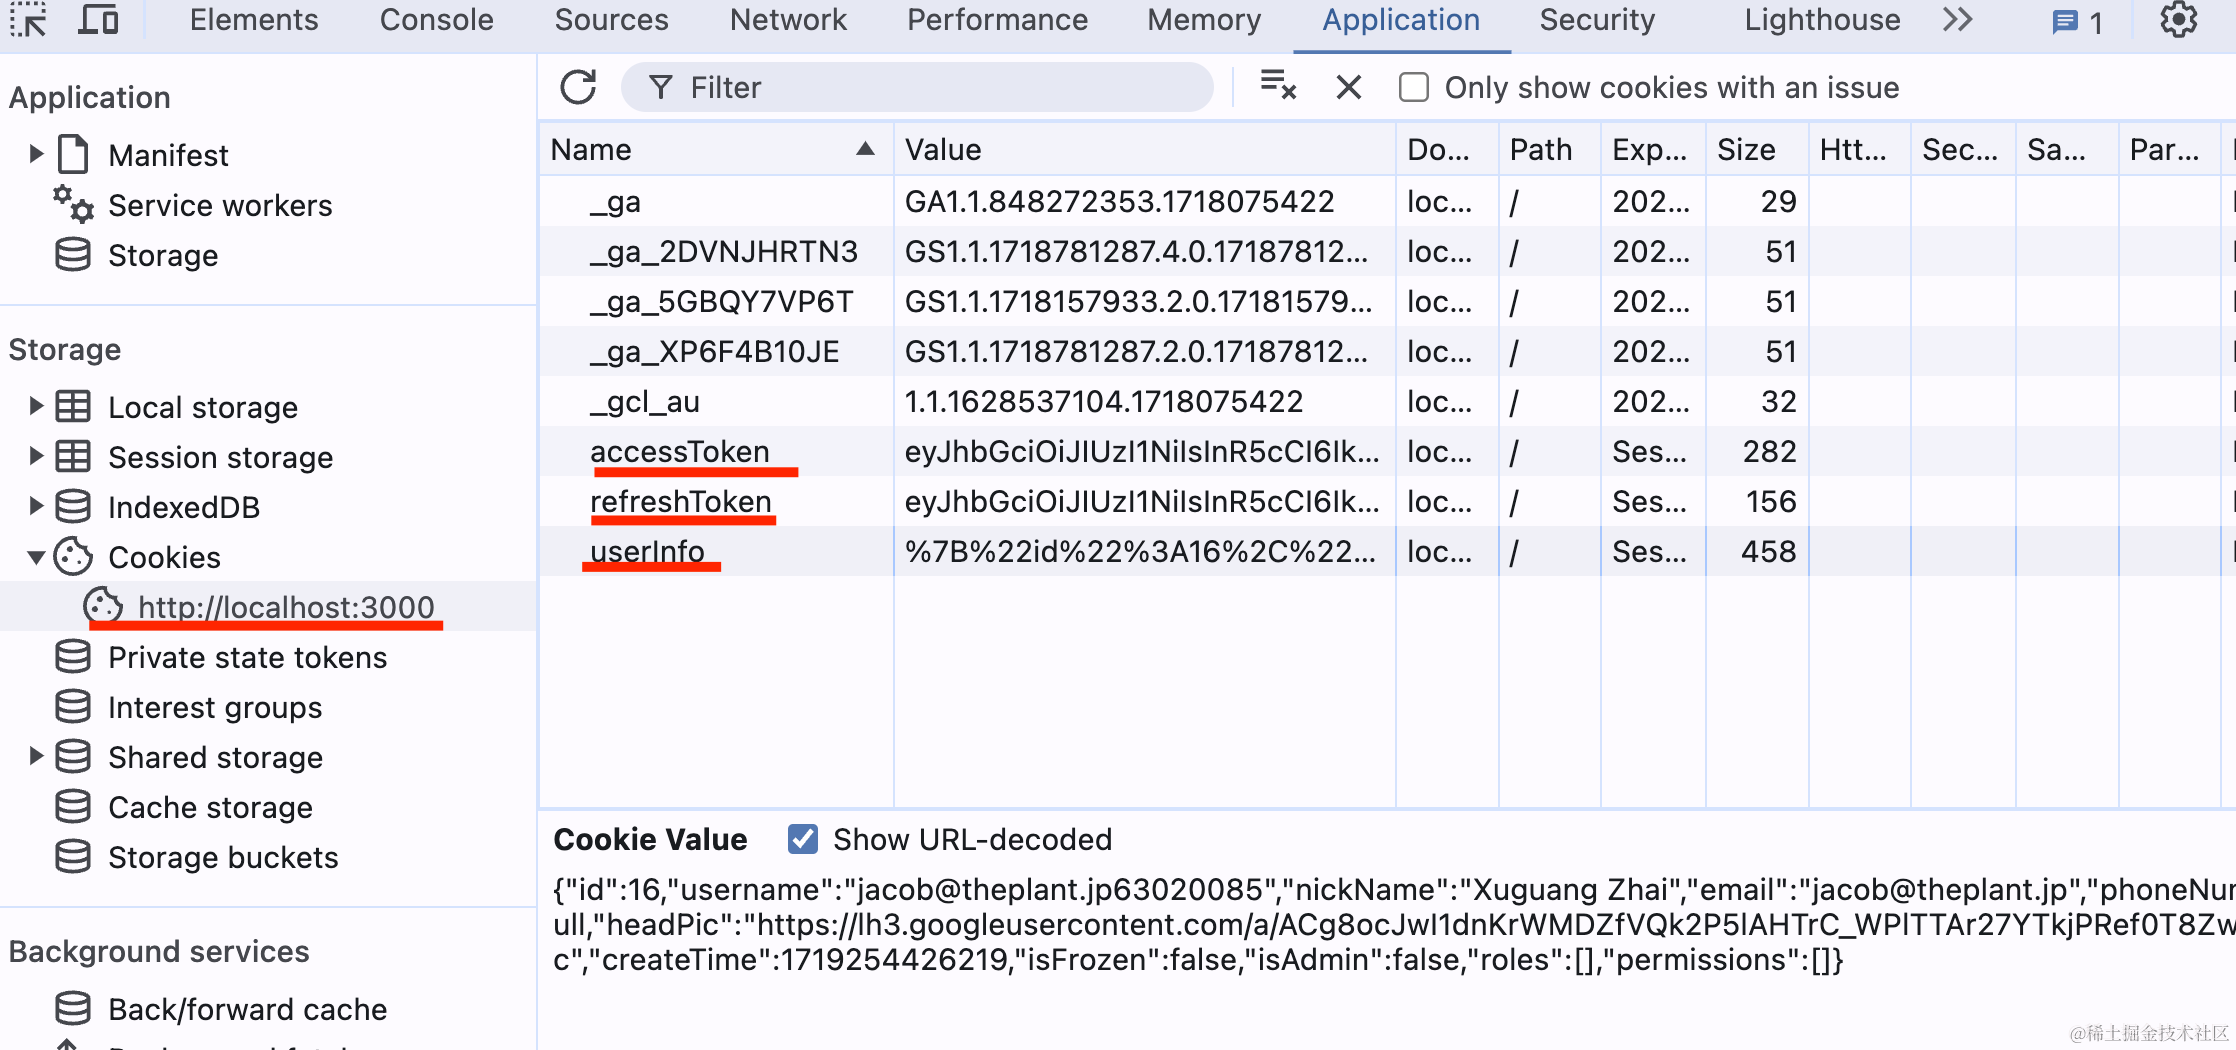 Elements Console Sources Network Performance Memory Application Security Lighthouse 1
Filter Only show cookies with an issue
Application
Manifest
Service workers
Storage
Storage
Local storage
Session storage
IndexedDB
Cookies
http://localhost:3000
Private state tokens
Interest groups
Shared storage
Cache storage
Storage buckets
Background services
Back/forward cache
Name Value Do... Path Exp... Size Htt... Sec... Sa... Par...
_ga GA1.1.848272353.1718075422 loc... / 202... 29
_ga_2DVNJHRTN3 GS1.1.1718781287.4.0.17187812... loc... / 202... 51
_ga_5GBQY7VP6T GS1.1.1718157933.2.0.17181579... loc... / 202... 51
_ga_XP6F4B10JE GS1.1.1718781287.2.0.17187812... loc... / 202... 51
_gcl_au 1.1.1628537104.1718075422 loc... / 202... 32
accessToken eyJhbGciOiJIUzI1NiIsInR5cCI6Ik... loc... / Ses... 282
refreshToken eyJhbGciOiJIUzI1NiIsInR5cCI6Ik... loc... / Ses... 156
userInfo %7B%22id%22%3A16%2C%22... loc... / Ses... 458
Cookie Value Show URL-decoded
{"id":16,"username":"jacob@theplant.jp63020085","nickName":"Xuguang Zhai","email":"jacob@theplant.jp","phoneNur
ull,"headPic":"https://lh3.googleusercontent.com/a/ACg8ocJwI1dnKrWMDZfVQk2P5lAHTrC_WPlTTAr27YTkjPRef0T8Zw
c","createTime":1719254426219,"isFrozen":false,"isAdmin":false,"roles":[],"permissions":[]}
@稀土掘金技术社区